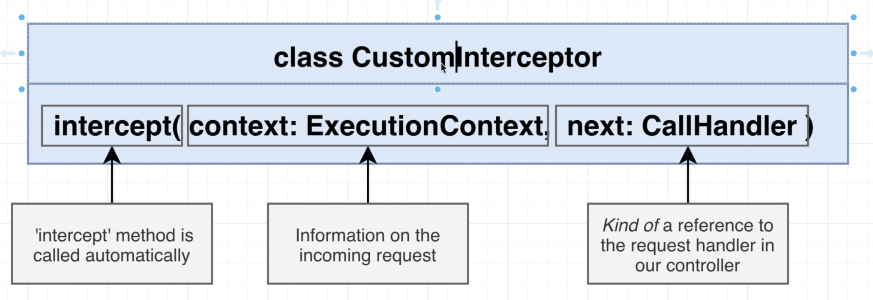 class CustomInterceptor
intercept( context: ExecutionContext, next: CallHandler )
'intercept' method is
called automatically
Information on the
incoming request
Kind of a reference to
the request handler in
our controller